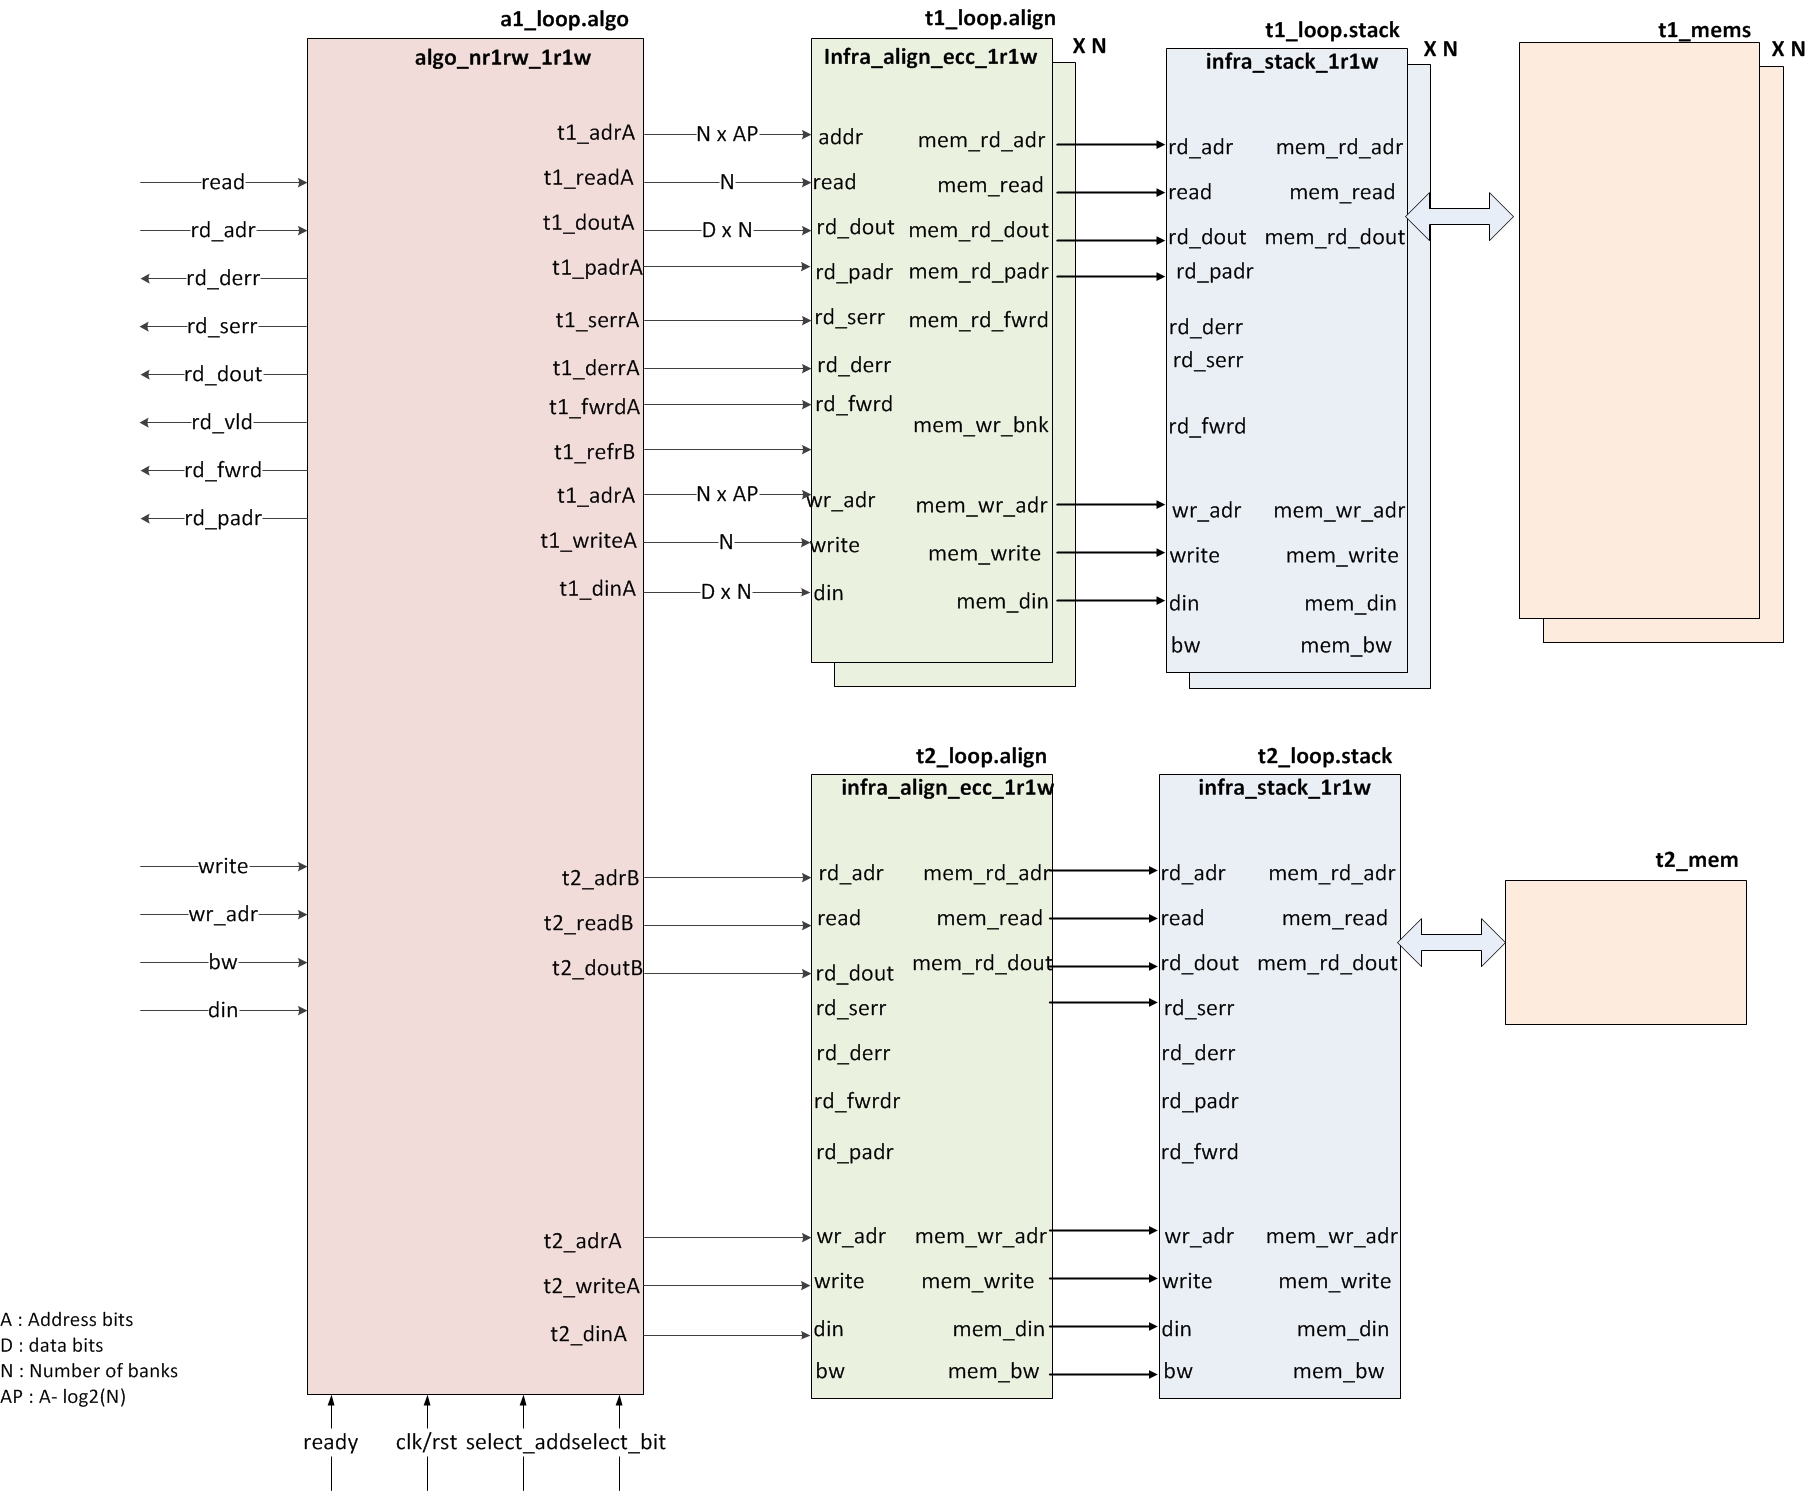 a1_loop.algo
algo_nr1rw_1r1w
read
rd_adr
rd_derr
rd_serr
rd_dout
rd_vld
rd_fwrd
rd_padr
write
wr_adr
bw
din
t1_adrA
t1_readA
t1_doutA
t1_padrA
t1_serrA
t1_derrA
t1_fwrdA
t1_refrB
t1_adrA
t1_writeA
t1_dinA
t2_adrB
t2_readB
t2_doutB
t2_adrA
t2_writeA
t2_dinA
N x AP
N
D x N
N x AP
N
D x N
t1_loop.align
X N
Infra_align_ecc_1r1w
addr mem_rd_adr
read mem_read
rd_dout mem_rd_dout
rd_padr mem_rd_padr
rd_serr mem_rd_fwrd
rd_derr
rd_fwrd
mem_wr_bnk
wr_adr mem_wr_adr
write mem_write
din mem_din
t1_loop.stack
X N
infra_stack_1r1w
rd_adr mem_rd_adr
read mem_read
rd_dout mem_rd_dout
rd_padr
rd_derr
rd_serr
rd_fwrd
wr_adr mem_wr_adr
write mem_write
din mem_din
bw mem_bw
t1_mems
X N
t2_loop.align
infra_align_ecc_1r1w
rd_adr mem_rd_adr
read mem_read
rd_dout mem_rd_dout
rd_serr
rd_derr
rd_fwrdr
rd_padr
wr_adr mem_wr_adr
write mem_write
din mem_din
bw mem_bw
t2_loop.stack
infra_stack_1r1w
rd_adr mem_rd_adr
read mem_read
rd_dout mem_rd_dout
rd_serr
rd_derr
rd_padr
rd_fwrd
wr_adr mem_wr_adr
write mem_write
din mem_din
bw mem_bw
t2_mem
A : Address bits
D : data bits
N : Number of banks
AP : A- log2(N)
ready clk/rst select_addselect_bit